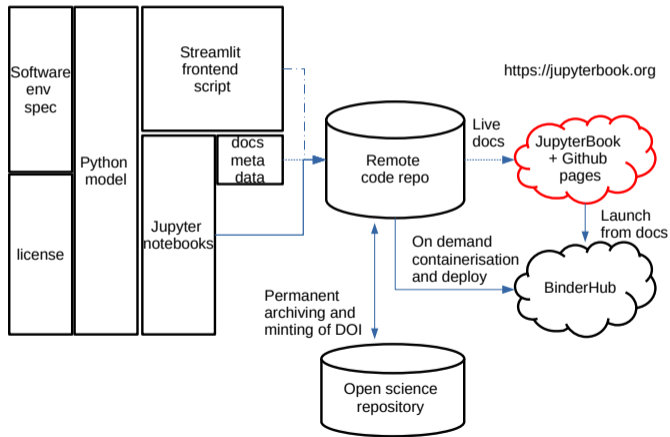 Software
env
spec
license
Python
model
Streamlit
frontend
script
docs
meta
data
Jupyter
notebooks
Remote
code repo
Live
docs
https://jupyterbook.org
JupyterBook
+ Github
pages
Launch
from docs
On demand
containerisation
and deploy
BinderHub
Permanent
archiving and
minting of DOI
Open science
repository